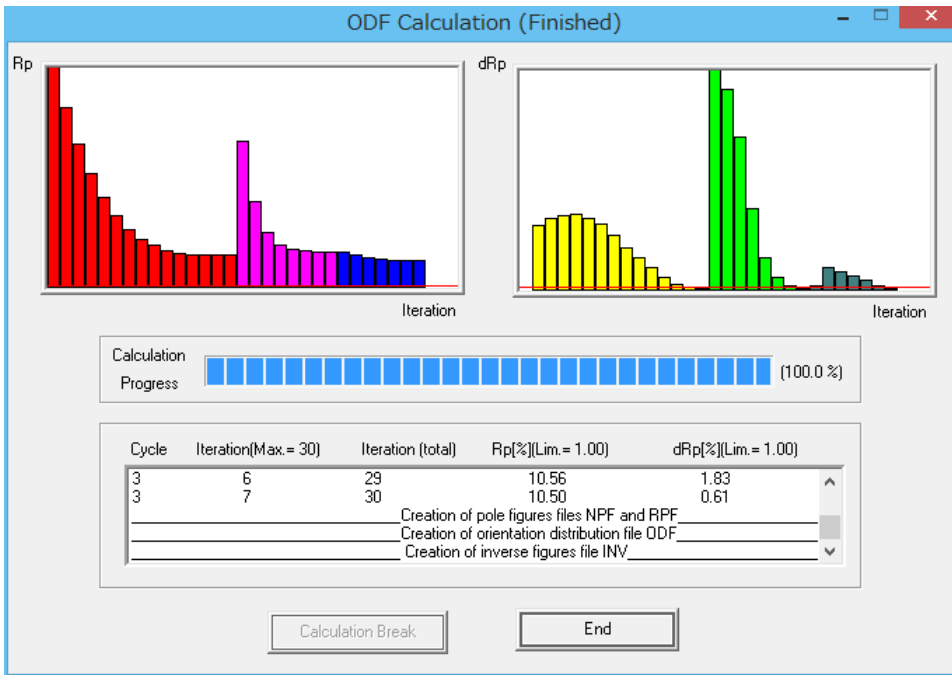 ODF Calculation (Finished)
Rp
dRp
Iteration
Iteration
Calculation
Progress
(100.0 %)
Cycle Iteration(Max.= 30) Iteration (total) Rp[%](Lim.= 1.00) dRp[%](Lim.= 1.00)
3 6 29 10.56 1.83
3 7 30 10.50 0.61
Creation of pole figures files NPF and RPF
Creation of orientation distribution file ODF
Creation of inverse figures file INV
Calculation Break
End